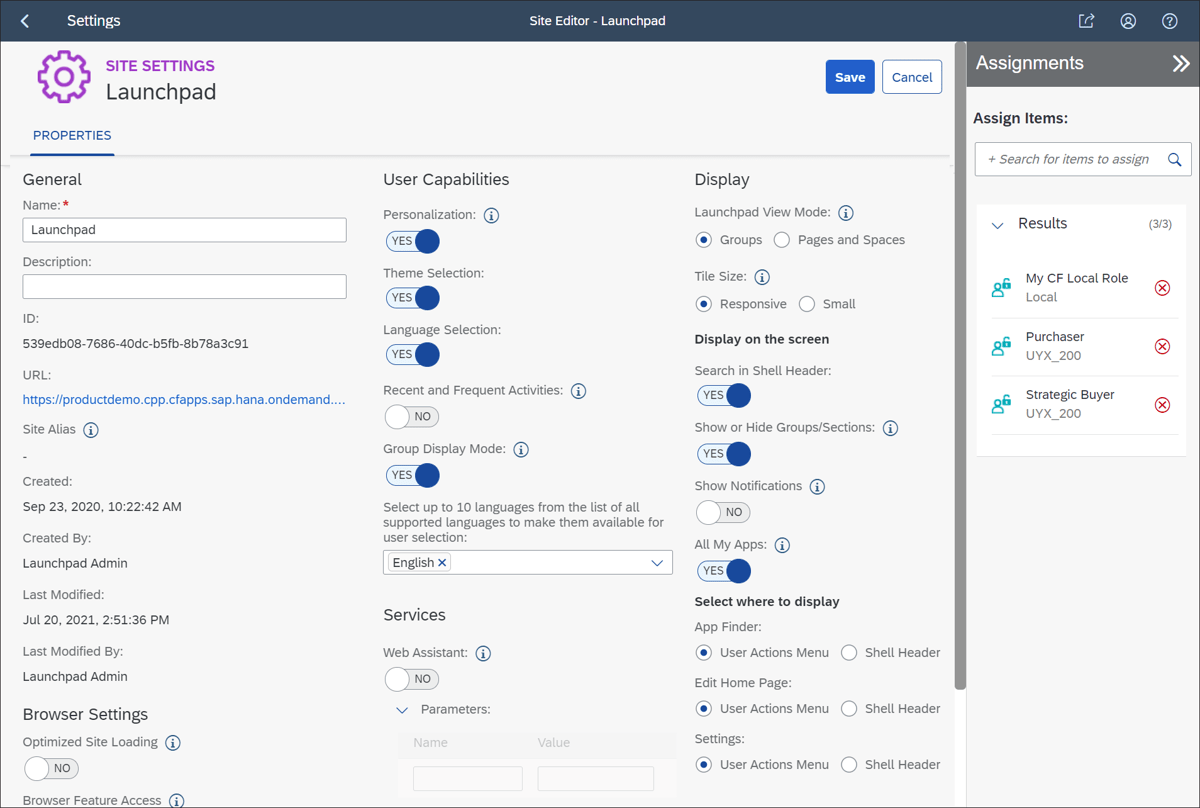 Settings
Site Editor - Launchpad
SITE SETTINGS
Launchpad
Save
Cancel
PROPERTIES
General
Name: *
Launchpad
Description:
ID:
539edb08-7686-40dc-b5fb-8b78a3c91
URL:
https://productdemo.cpp.cfapps.sap.hana.ondemand....
Site Alias
-
Created:
Sep 23, 2020, 10:22:42 AM
Created By:
Launchpad Admin
Last Modified:
Jul 20, 2021, 2:51:36 PM
Last Modified By:
Launchpad Admin
Browser Settings
Optimized Site Loading
NO
Browser Feature Access
User Capabilities
Personalization:
YES
Theme Selection:
YES
Language Selection:
YES
Recent and Frequent Activities:
NO
Group Display Mode:
YES
Select up to 10 languages from the list of all
supported languages to make them available for
user selection:
English
Services
Web Assistant:
NO
Parameters:
Name Value
Display
Launchpad View Mode:
Groups Pages and Spaces
Tile Size:
Responsive Small
Display on the screen
Search in Shell Header:
YES
Show or Hide Groups/Sections:
YES
Show Notifications
NO
All My Apps:
YES
Select where to display
App Finder:
User Actions Menu Shell Header
Edit Home Page:
User Actions Menu Shell Header
Settings:
User Actions Menu Shell Header
Assignments
Assign Items:
+ Search for items to assign
Results (3/3)
My CF Local Role
Local
Purchaser
UYX_200
Strategic Buyer
UYX_200